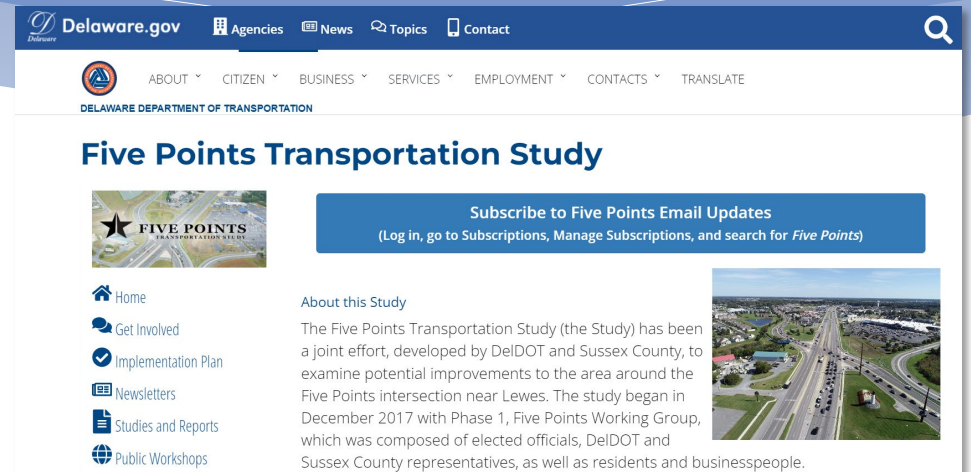 Delaware
Delaware.gov
Agencies
News
Topics
Contact
ABOUT
CITIZEN
BUSINESS
SERVICES
EMPLOYMENT
CONTACTS
TRANSLATE
DELAWARE DEPARTMENT OF TRANSPORTATION
Five Points Transportation Study
FIVE POINTS
TRANSPORTATION STUDY
Subscribe to Five Points Email Updates
(Log in, go to Subscriptions, Manage Subscriptions, and search for Five Points)
Home
Get Involved
Implementation Plan
Newsletters
Studies and Reports
Public Workshops
About this Study
The Five Points Transportation Study (the Study) has been
a joint effort, developed by DelDOT and Sussex County, to
examine potential improvements to the area around the
Five Points intersection near Lewes. The study began in
December 2017 with Phase 1, Five Points Working Group,
which was composed of elected officials, DelDOT and
Sussex County representatives, as well as residents and businesspeople.